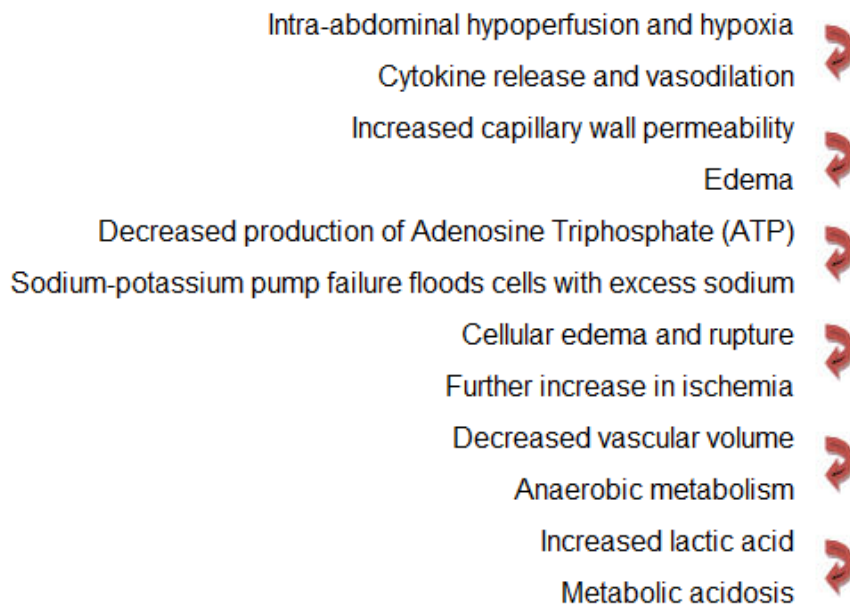 Intra-abdominal hypoperfusion and hypoxia
Cytokine release and vasodilation
Increased capillary wall permeability
Edema
Decreased production of Adenosine Triphosphate (ATP)
Sodium-potassium pump failure floods cells with excess sodium
Cellular edema and rupture
Further increase in ischemia
Decreased vascular volume
Anaerobic metabolism
Increased lactic acid
Metabolic acidosis